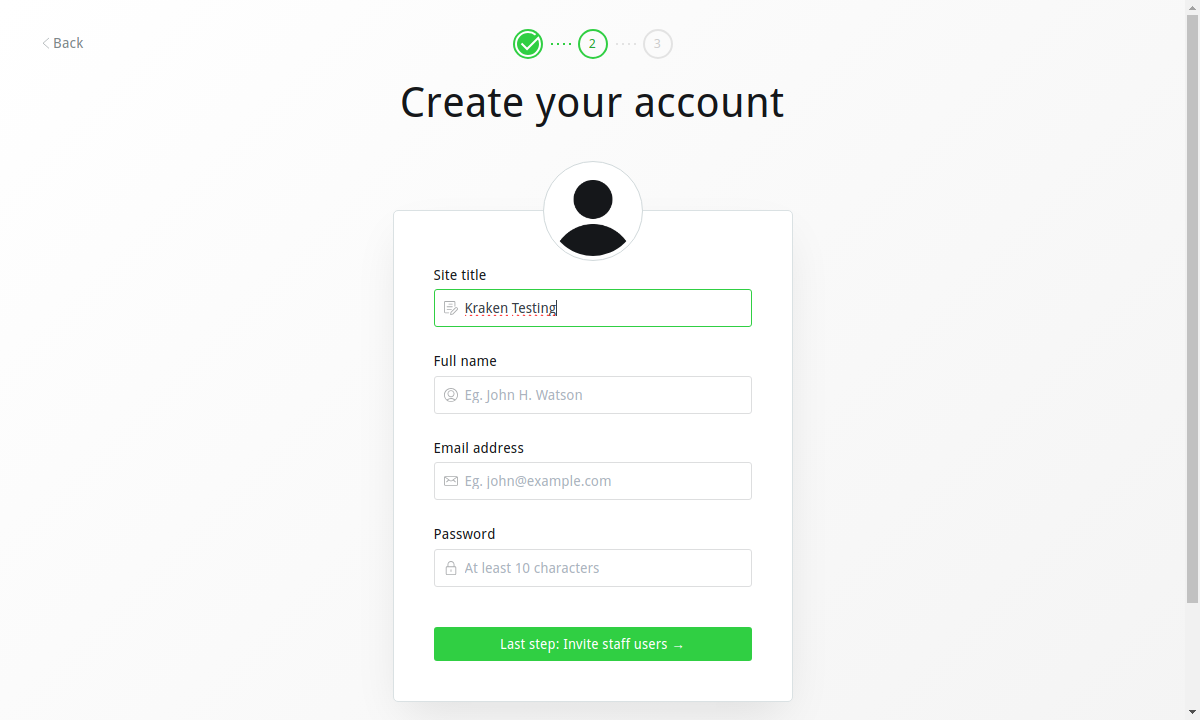 Back
2
3
Create your account
Site title
Kraken Testing
Full name
Eg. John H. Watson
Email address
Eg. john@example.com
Password
At least 10 characters
Last step: Invite staff users →